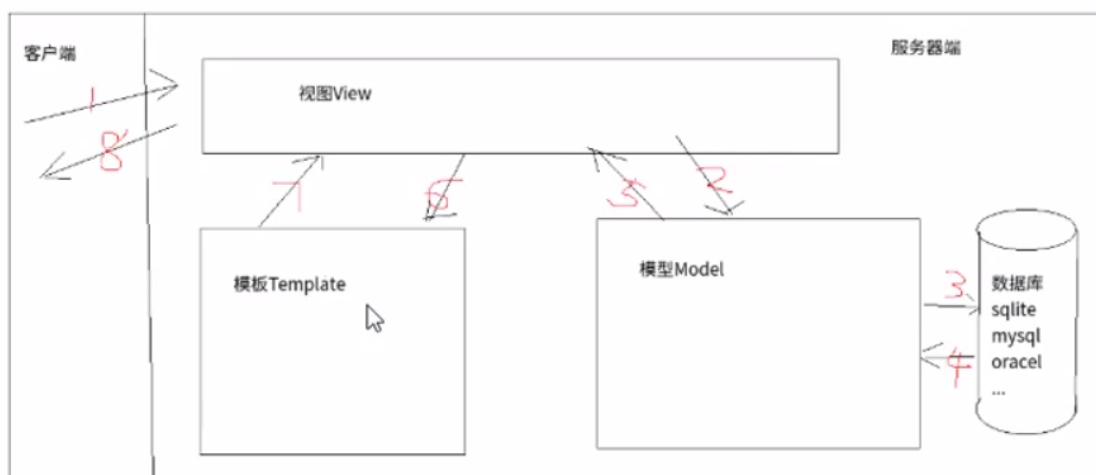 客户端
服务器端
视图View
1
8
7
6
5
2
模板Template
模型Model
3
4
数据库
sqlite
mysql
oracel
...